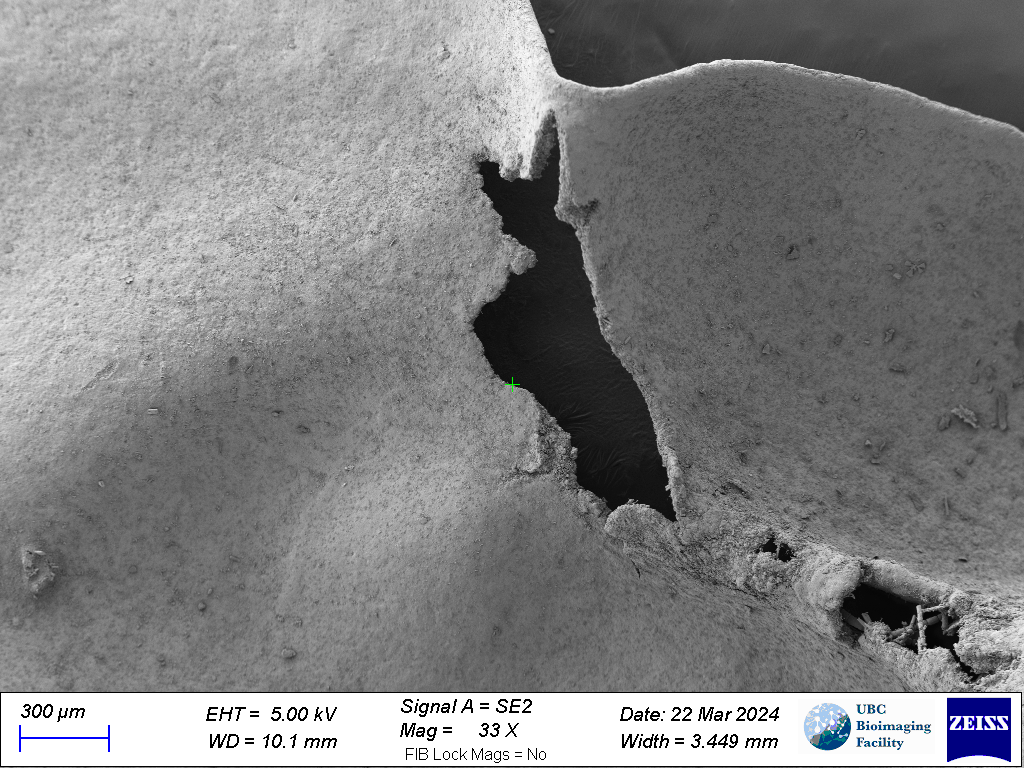 300 µm
EHT = 5.00 kV
WD = 10.1 mm
Signal A = SE2
Mag = 33 X
FIB Lock Mags = No
Date: 22 Mar 2024
Width = 3.449 mm
UBC
Bioimaging
Facility
ZEISS